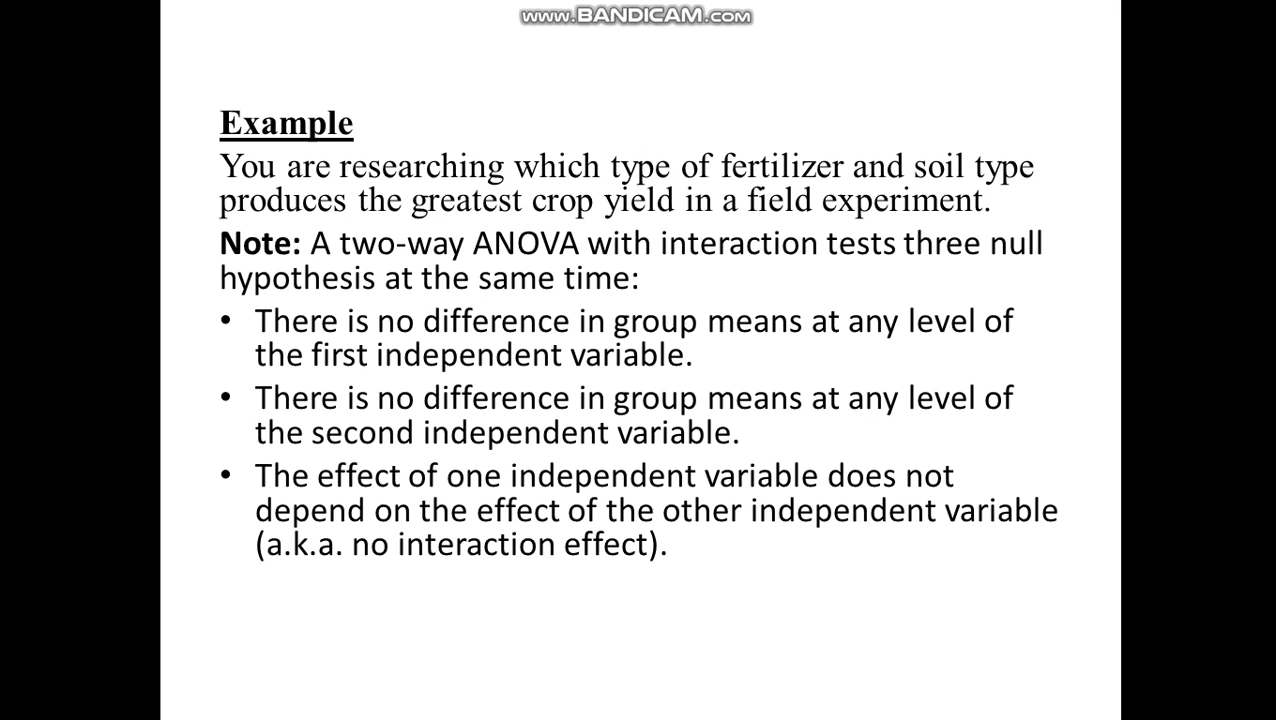 www.BANDICAM.com
Example
You are researching which type of fertilizer and soil type
produces the greatest crop yield in a field experiment.
Note: A two-way ANOVA with interaction tests three null
hypothesis at the same time:
• There is no difference in group means at any level of
the first independent variable.
• There is no difference in group means at any level of
the second independent variable.
• The effect of one independent variable does not
depend on the effect of the other independent variable
(a.k.a. no interaction effect).